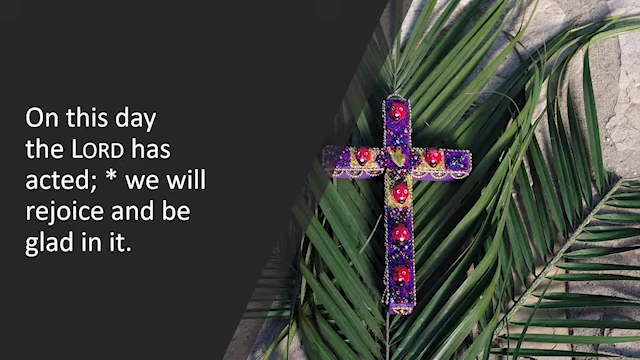 On this day
the LORD has
acted; * we will
rejoice and be
glad in it.